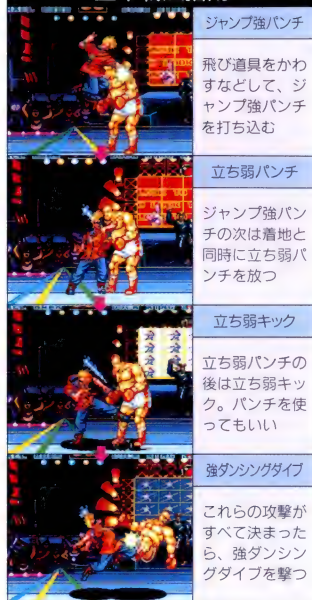 ジャンプ強パンチ
飛び道具をかわ
すなどして、ジ
ャンプ強パンチ
を打ち込む
立ち弱パンチ
ジャンプ強パン
チの次は着地と
同時に立ち弱パ
ンチを放つ
立ち弱キック
立ち弱パンチの
後は立ち弱キッ
ク。パンチを使
ってもいい
強ダンシングダイブ
これらの攻撃が
すべて決まった
ら、強ダンシン
グダイブを撃つ